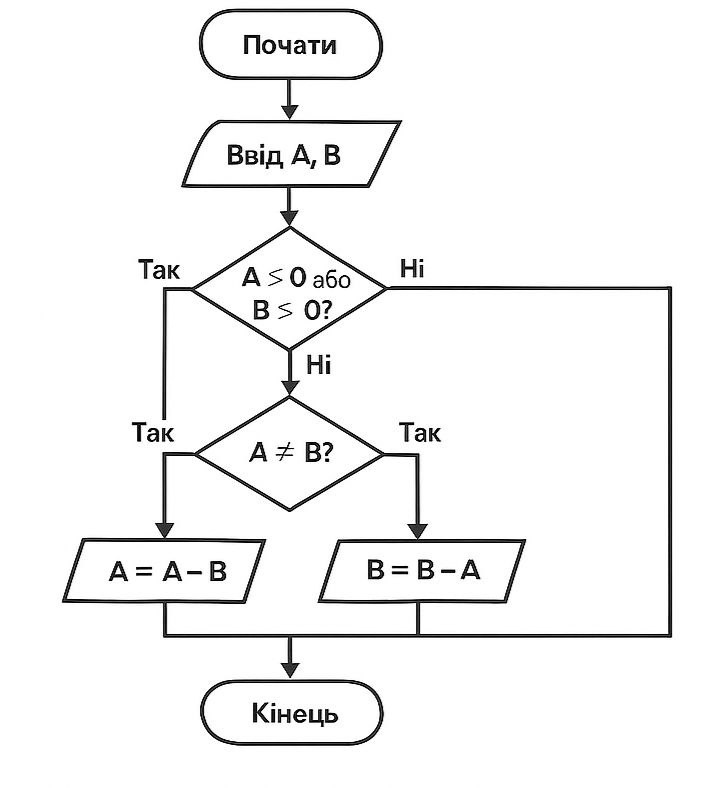 Почати
Ввід A, B
Так
A ≤ 0 або
B ≤ 0?
Ні
Ні
Так
A ≠ B?
Так
A = A – B
B = B – A
Кінець